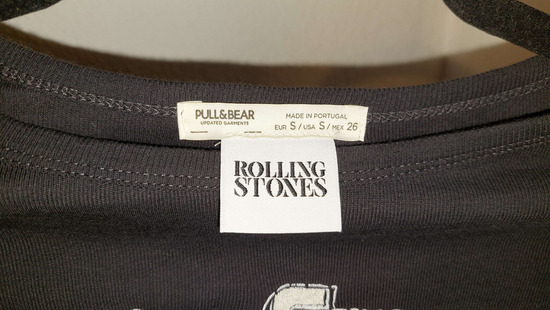 PULL&BEAR
UPDATED GARMENTS
MADE IN PORTUGAL
EUR S / USA S / MEX 26
ROLLING
STONES